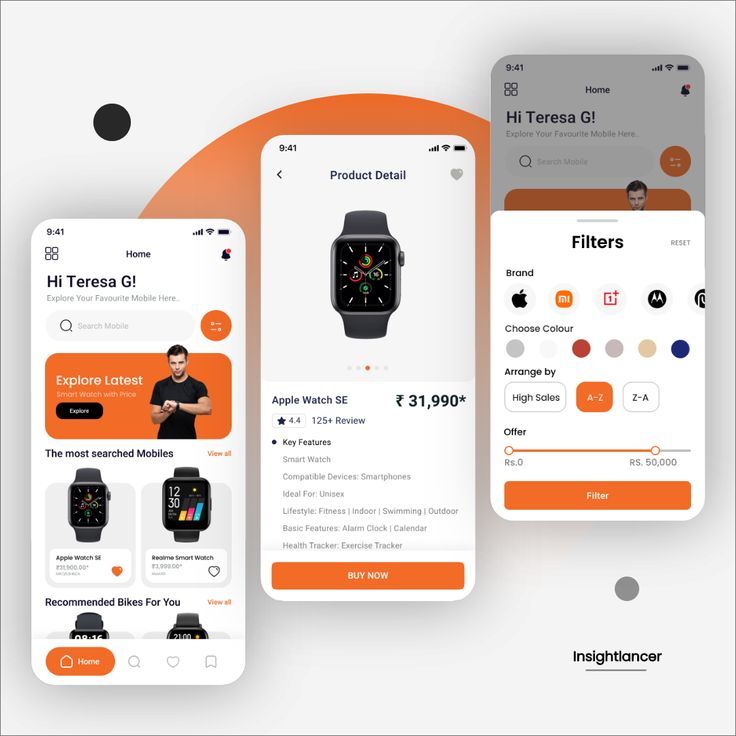 9:41
Home
Hi Teresa G!
Explore Your Favourite Mobile Here..
Search Mobile
Explore Latest
Smart Watch with Price
Explore
The most searched Mobiles
View all
Apple Watch SE
₹31,900.00*
Realme Smart Watch
₹3,999.00*
Recommended Bikes For You
View all
08:16
21:00
Home
9:41
Product Detail
Apple Watch SE
₹ 31,990*
4.4
125+ Review
Key Features
Smart Watch
Compatible Devices: Smartphones
Ideal For: Unisex
Lifestyle: Fitness | Indoor | Swimming | Outdoor
Basic Features: Alarm Clock | Calendar
Health Tracker: Exercise Tracker
BUY NOW
9:41
Home
Hi Teresa G!
Explore Your Favourite Mobile Here..
Search Mobile
Filters
RESET
Brand
Choose Colour
Arrange by
High Sales
A-Z
Z-A
Offer
Rs.0
RS. 50,000
Filter
Insightlancer